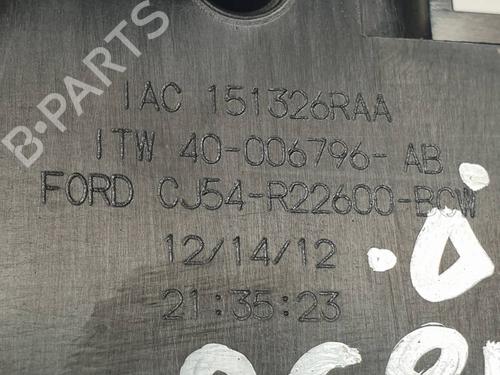 B-PARTS
IAC 151326RAA
ITW 40-006796- AB
FORD CJ54-R22600-BCW
12/14/12
21:35:23